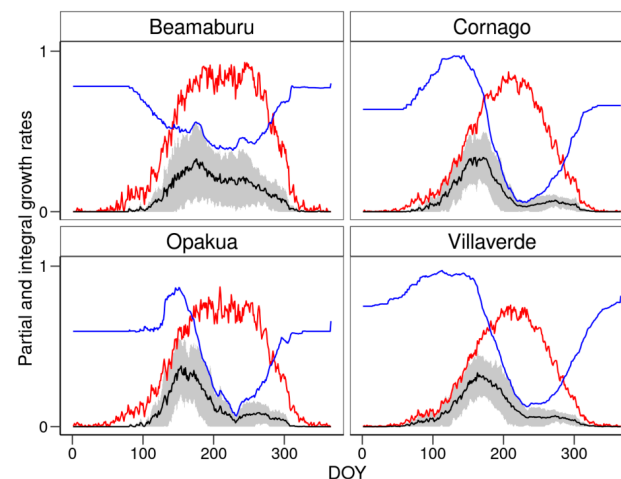 Beamaburu
Cornago
1
0
Opakua
Villaverde
1
0
0 100 200 300
0 100 200 300
DOY
Partial and integral growth rates